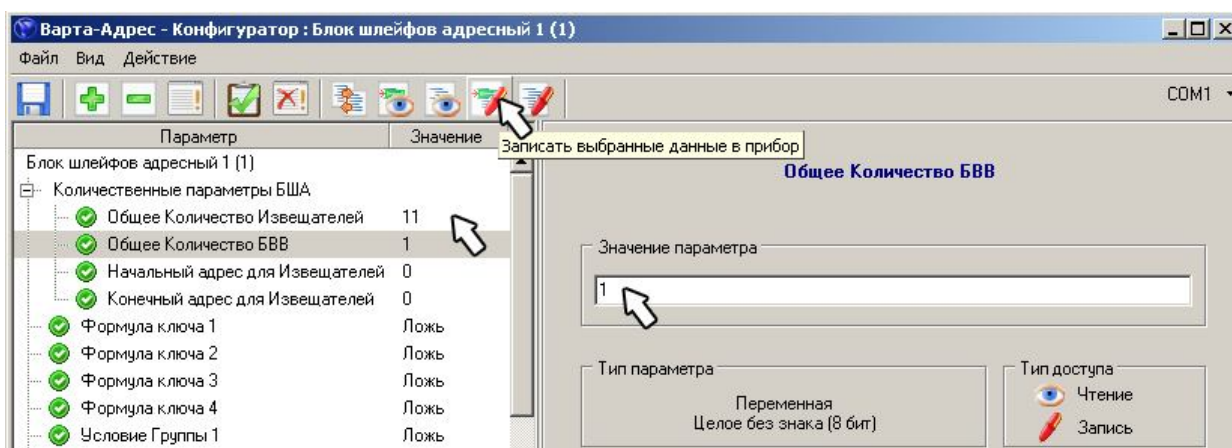 Варта-Адрес - Конфигуратор : Блок шлейфов адресный 1 (1)
Файл Вид Действие
COM1
Параметр Значение
Записать выбранные данные в прибор
Блок шлейфов адресный 1 (1)
Количественные параметры БША
Общее Количество Извещателей 11
Общее Количество БВВ 1
Начальный адрес для Извещателей 0
Конечный адрес для Извещателей 0
Формула ключа 1 Ложь
Формула ключа 2 Ложь
Формула ключа 3 Ложь
Формула ключа 4 Ложь
Условие Группы 1 Ложь
Общее Количество БВВ
Значение параметра
1
Тип параметра
Переменная
Целое без знака (8 бит)
Тип доступа
Чтение
Запись